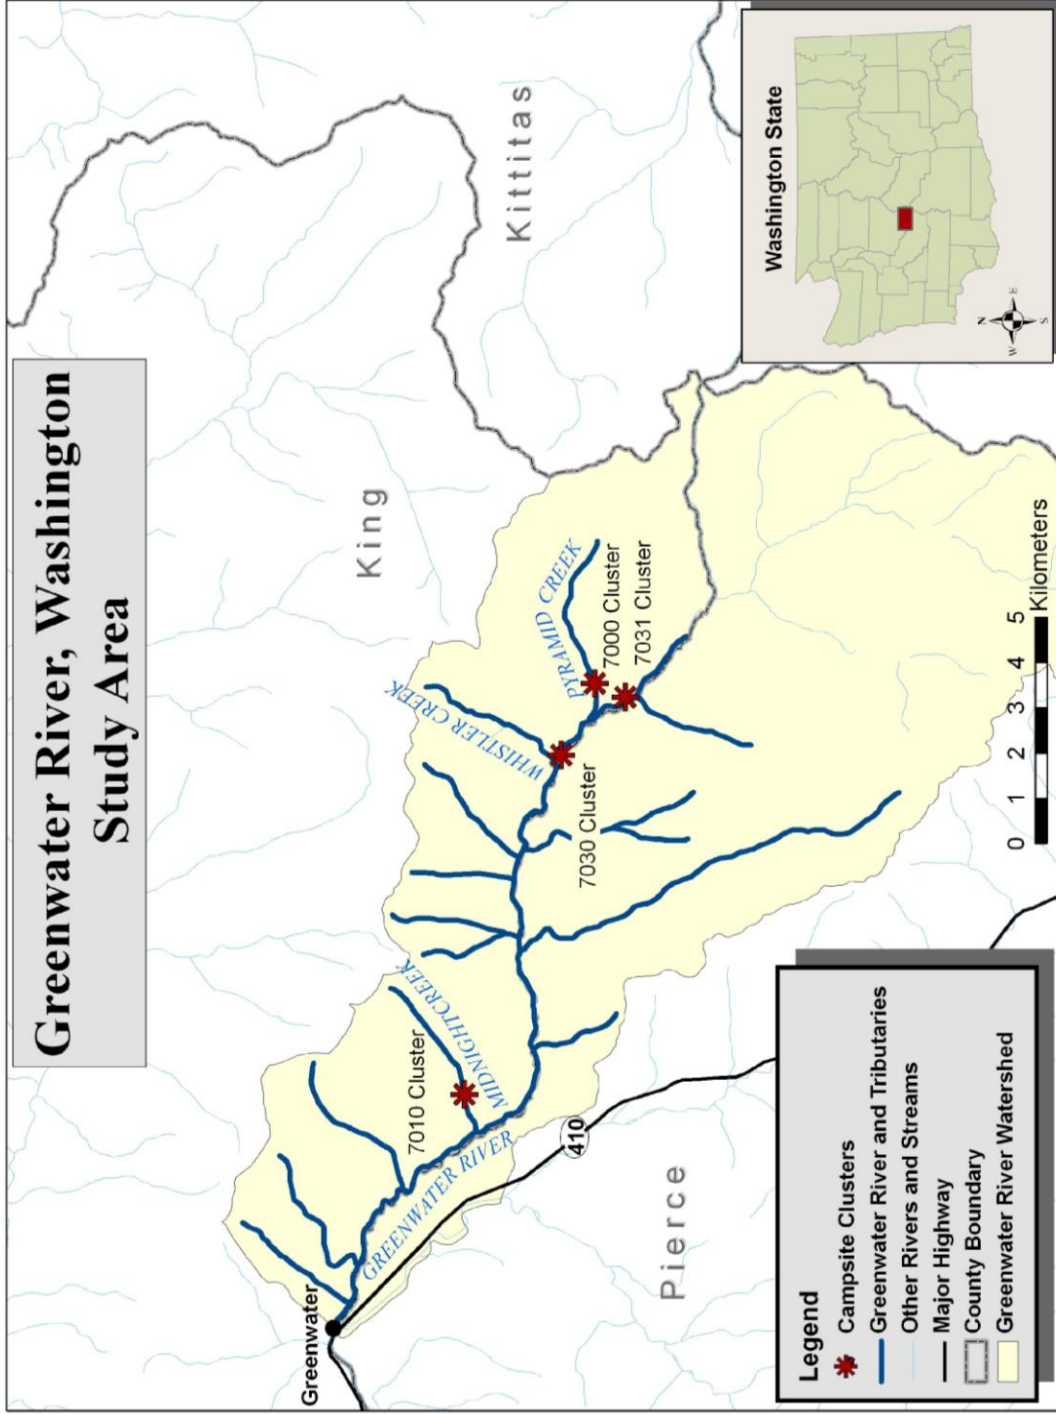 Greenwater River, Washington
Study Area
King
Kittitas
Pierce
Greenwater
GREENWATER RIVER
MIDNIGHT CREEK
WHISTLER CREEK
PYRAMID CREEK
7010 Cluster
7030 Cluster
7000 Cluster
7031 Cluster
410
Legend
Campsite Clusters
Greenwater River and Tributaries
Other Rivers and Streams
Major Highway
County Boundary
Greenwater River Watershed
0 1 2 3 4 5
Kilometers
Washington State
N
W E
S